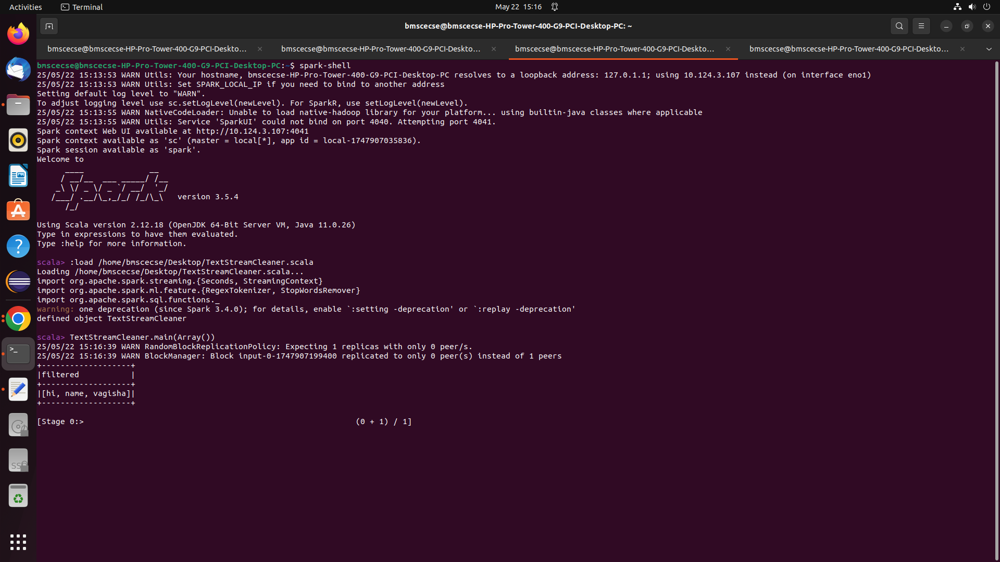 Activities
Terminal
May 22 15:16
bmscecse@bmscecse-HP-Pro-Tower-400-G9-PCI-Desktop-PC: ~
bmscecse@bmscecse-HP-Pro-Tower-400-G9-PCI-Deskto...
bmscecse@bmscecse-HP-Pro-Tower-400-G9-PCI-Deskto...
bmscecse@bmscecse-HP-Pro-Tower-400-G9-PCI-Deskto...
bmscecse@bmscecse-HP-Pro-Tower-400-G9-PCI-Deskto...
bmscecse@bmscecse-HP-Pro-Tower-400-G9-PCI-Desktop-PC:~$ spark-shell
25/05/22 15:13:53 WARN Utils: Your hostname, bmscecse-HP-Pro-Tower-400-G9-PCI-Desktop-PC resolves to a loopback address: 127.0.1.1; using 10.124.3.107 instead (on interface eno1)
25/05/22 15:13:53 WARN Utils: Set SPARK_LOCAL_IP if you need to bind to another address
Setting default log level to "WARN".
To adjust logging level use sc.setLogLevel(newLevel). For SparkR, use setLogLevel(newLevel).
25/05/22 15:13:55 WARN NativeCodeLoader: Unable to load native-hadoop library for your platform... using builtin-java classes where applicable
25/05/22 15:13:55 WARN Utils: Service 'SparkUI' could not bind on port 4040. Attempting port 4041.
Spark context Web UI available at http://10.124.3.107:4041
Spark context available as 'sc' (master = local[*], app id = local-1747907035836).
Spark session available as 'spark'.
Welcome to
      ____              __
     / __/__  ___ _____/ /__
    _\ \/ _ \/ _ `/ __/  '_/
   /___/ .__/\_,_/_/ /_/\_\   version 3.5.4
      /_/
Using Scala version 2.12.18 (OpenJDK 64-Bit Server VM, Java 11.0.26)
Type in expressions to have them evaluated.
Type :help for more information.
scala> :load /home/bmscecse/Desktop/TextStreamCleaner.scala
Loading /home/bmscecse/Desktop/TextStreamCleaner.scala...
import org.apache.spark.streaming.{Seconds, StreamingContext}
import org.apache.spark.ml.feature.{RegexTokenizer, StopWordsRemover}
import org.apache.spark.sql.functions._
warning: one deprecation (since Spark 3.4.0); for details, enable `:setting -deprecation' or `:replay -deprecation'
defined object TextStreamCleaner
scala> TextStreamCleaner.main(Array())
25/05/22 15:16:39 WARN RandomBlockReplicationPolicy: Expecting 1 replicas with only 0 peer/s.
25/05/22 15:16:39 WARN BlockManager: Block input-0-1747907199400 replicated to only 0 peer(s) instead of 1 peers
+-------------------+
|filtered           |
+-------------------+
|[hi, name, vagisha]|
+-------------------+
[Stage 0:>                                                          (0 + 1) / 1]